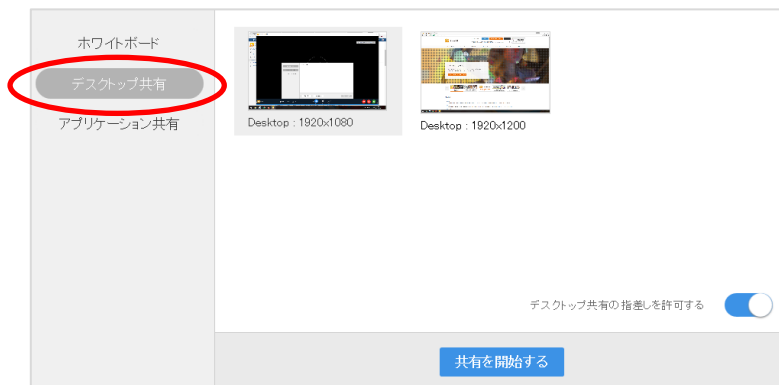 ホワイトボード
デスクトップ共有
アプリケーション共有
Desktop : 1920x1080
Desktop : 1920x1200
デスクトップ共有の指差しを許可する
共有を開始する